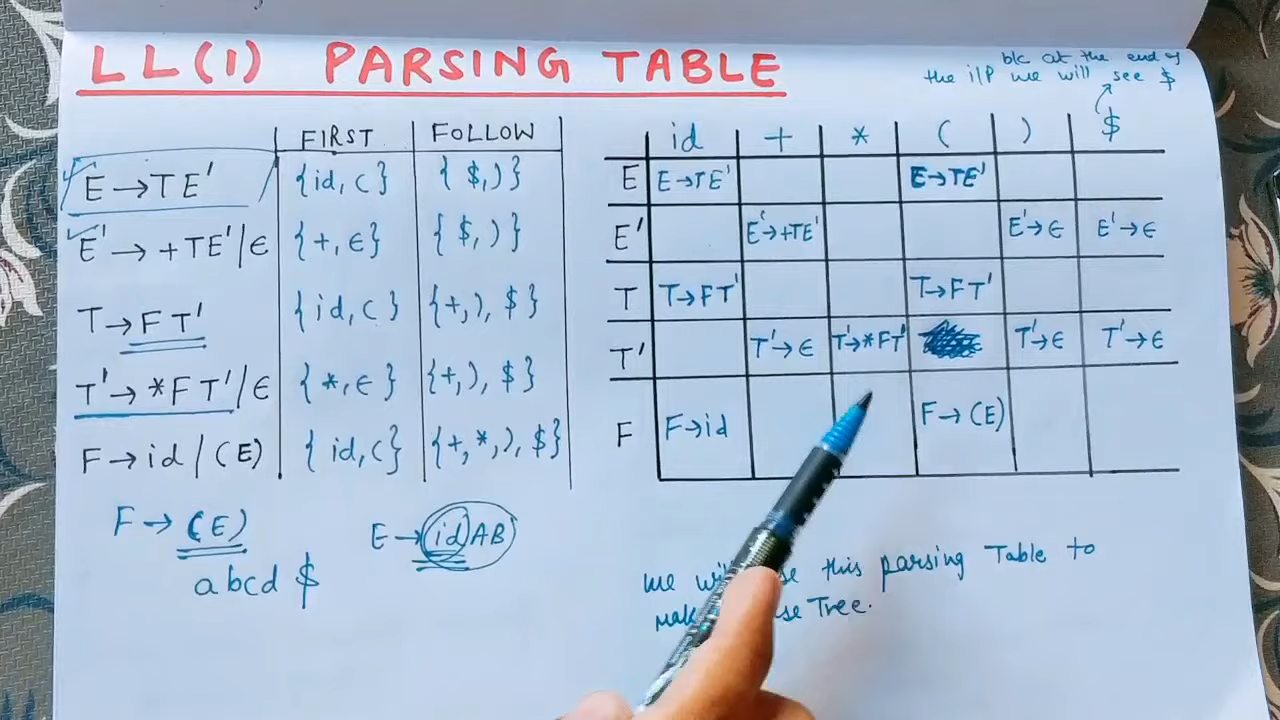 LL(1) PARSING TABLE
b/c at the end of
the i/P we will see $
FIRST FOLLOW
E → TE' {id, (} {$, )}
E' → +TE'/ϵ {+, ϵ} {$, )}
T → FT' {id, (} {+, ), $}
T' → *FT'/ϵ {*, ϵ} {+, ), $}
F → id/(E) {id, (} {+, *, ), $}
F → (E)
abcd $
E → idAB
id + * ( ) $
E E→TE' E→TE'
E' E'→+TE' E'→ϵ E'→ϵ
T T→FT' T→FT'
T' T'→ϵ T'→*FT' T'→ϵ T'→ϵ
F F→id F→(E)
we this parsing Table to
Tree.